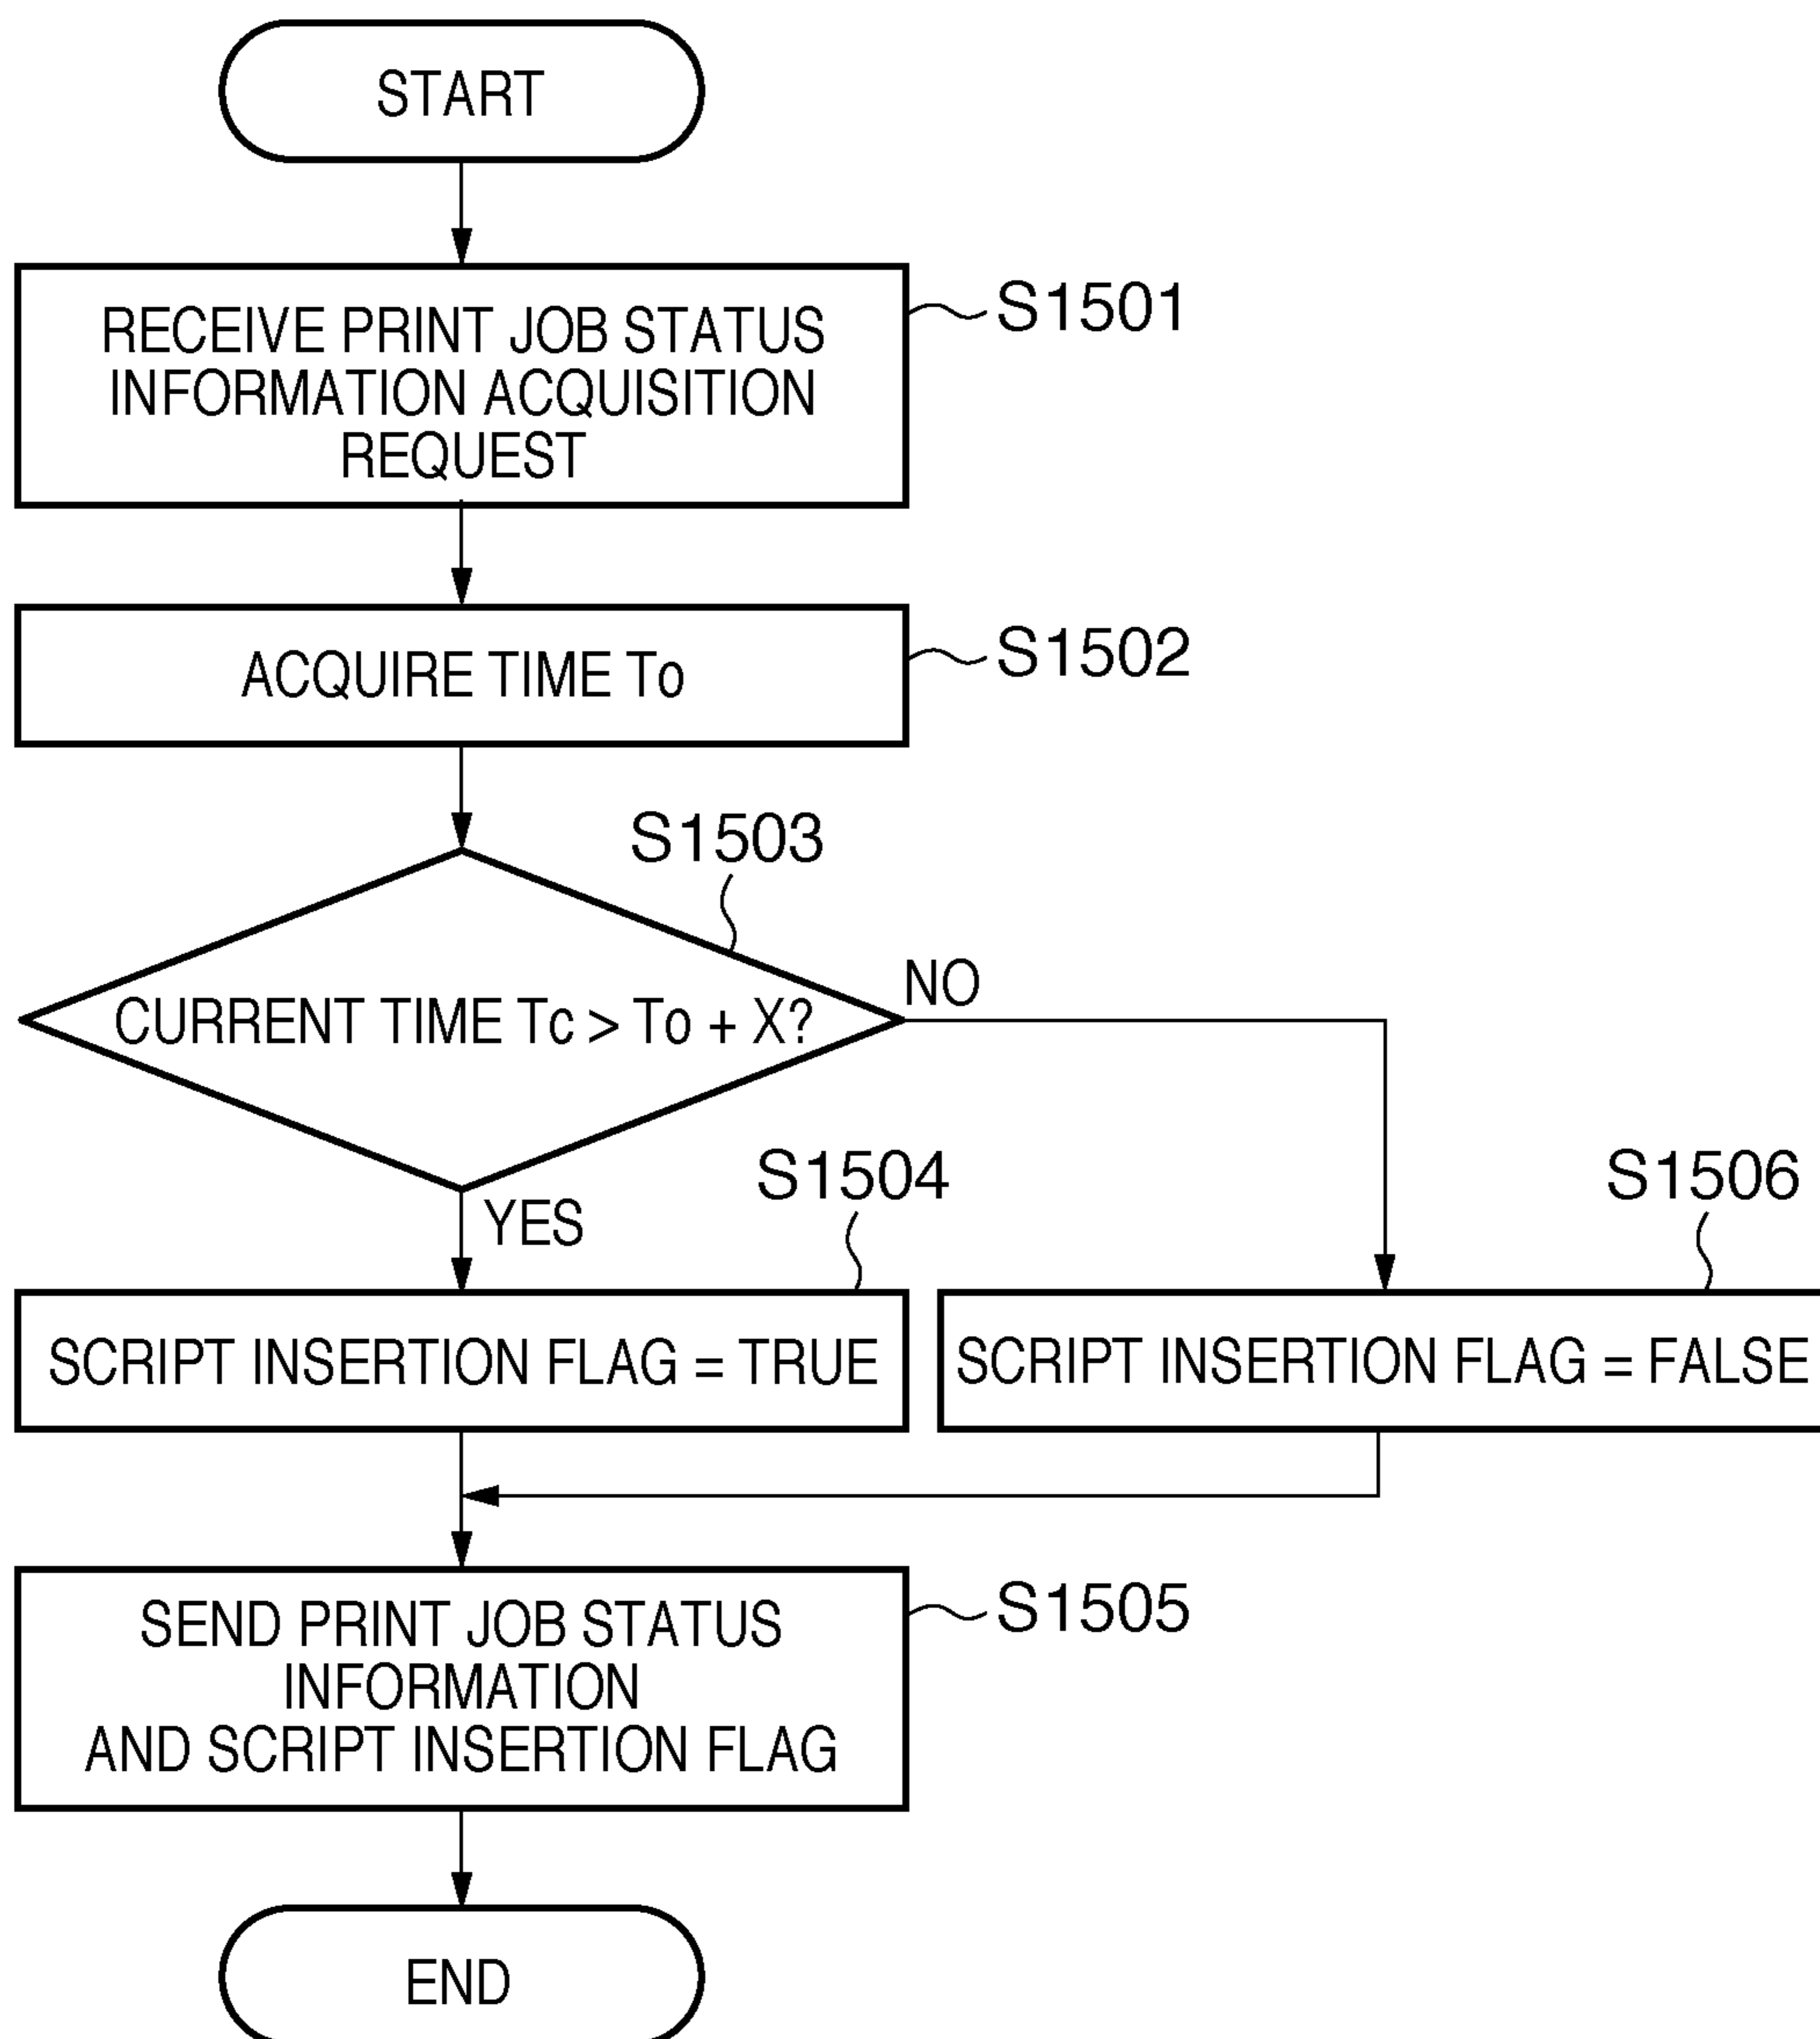 START
RECEIVE PRINT JOB STATUS
INFORMATION ACQUISITION
REQUEST
S1501
ACQUIRE TIME To
S1502
S1503
CURRENT TIME Tc > To + X?
NO
YES
S1504
S1506
SCRIPT INSERTION FLAG = TRUE
SCRIPT INSERTION FLAG = FALSE
SEND PRINT JOB STATUS
INFORMATION
AND SCRIPT INSERTION FLAG
S1505
END